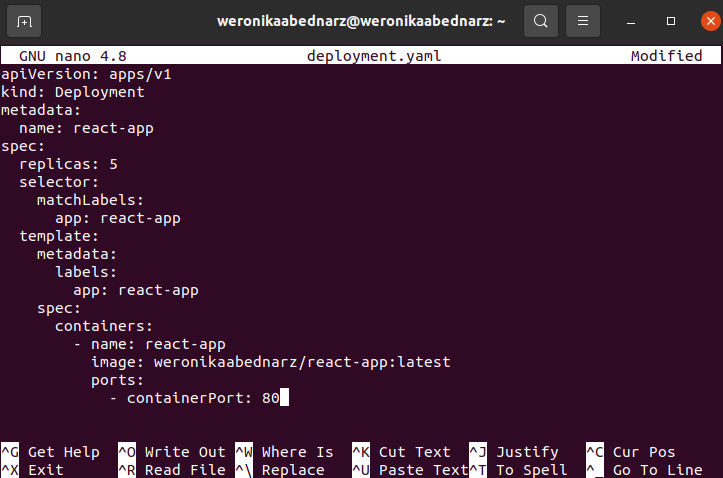 weronikaabednarz@weronikaabednarz: ~
GNU nano 4.8 deployment.yaml Modified
apiVersion: apps/v1
kind: Deployment
metadata:
  name: react-app
spec:
  replicas: 5
  selector:
    matchLabels:
      app: react-app
  template:
    metadata:
      labels:
        app: react-app
    spec:
      containers:
        - name: react-app
          image: weronikaabednarz/react-app:latest
          ports:
            - containerPort: 80
^G Get Help ^O Write Out ^W Where Is ^K Cut Text ^J Justify ^C Cur Pos
^X Exit ^R Read File ^\ Replace ^U Paste Text ^T To Spell ^_ Go To Line